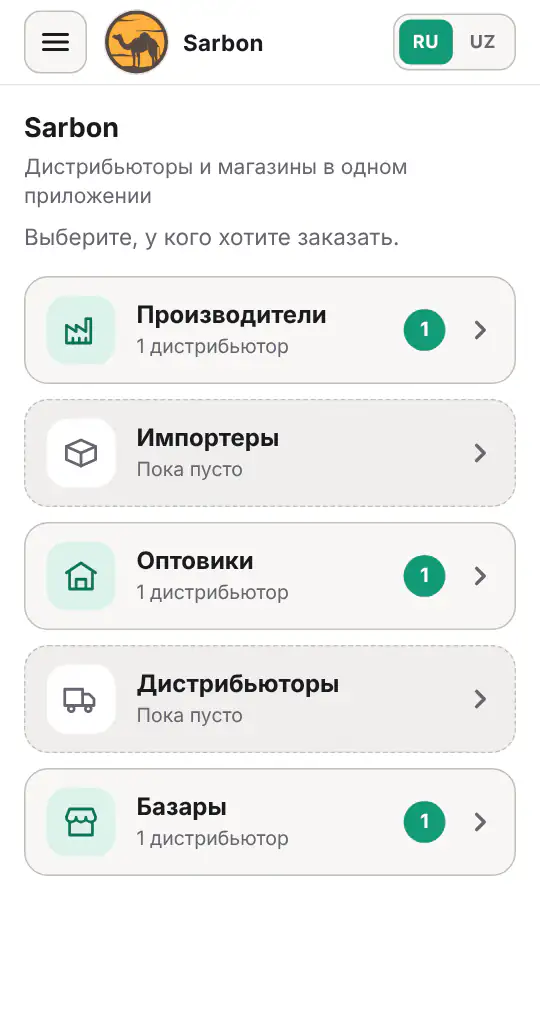 Sarbon
RU
UZ
Sarbon
Дистрибьюторы и магазины в одном
приложении
Выберите, у кого хотите заказать.
Производители
1 дистрибьютор
1
Импортеры
Пока пусто
Оптовики
1 дистрибьютор
1
Дистрибьюторы
Пока пусто
Базары
1 дистрибьютор
1